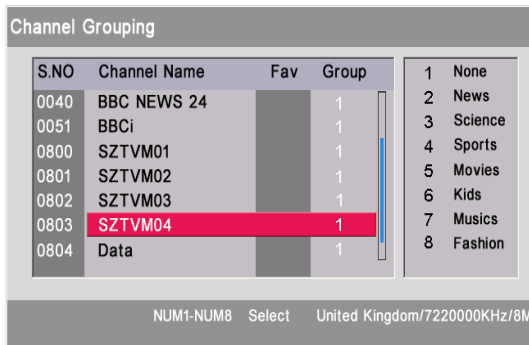 Channel Grouping
S.NO Channel Name Fav Group
0040 BBC NEWS 24 1
0051 BBCi 1
0800 SZTVM01 1
0801 SZTVM02 1
0802 SZTVM03 1
0803 SZTVM04 1
0804 Data 1
1 None
2 News
3 Science
4 Sports
5 Movies
6 Kids
7 Musics
8 Fashion
NUM1-NUM8 Select United Kingdom/7220000KHz/8M